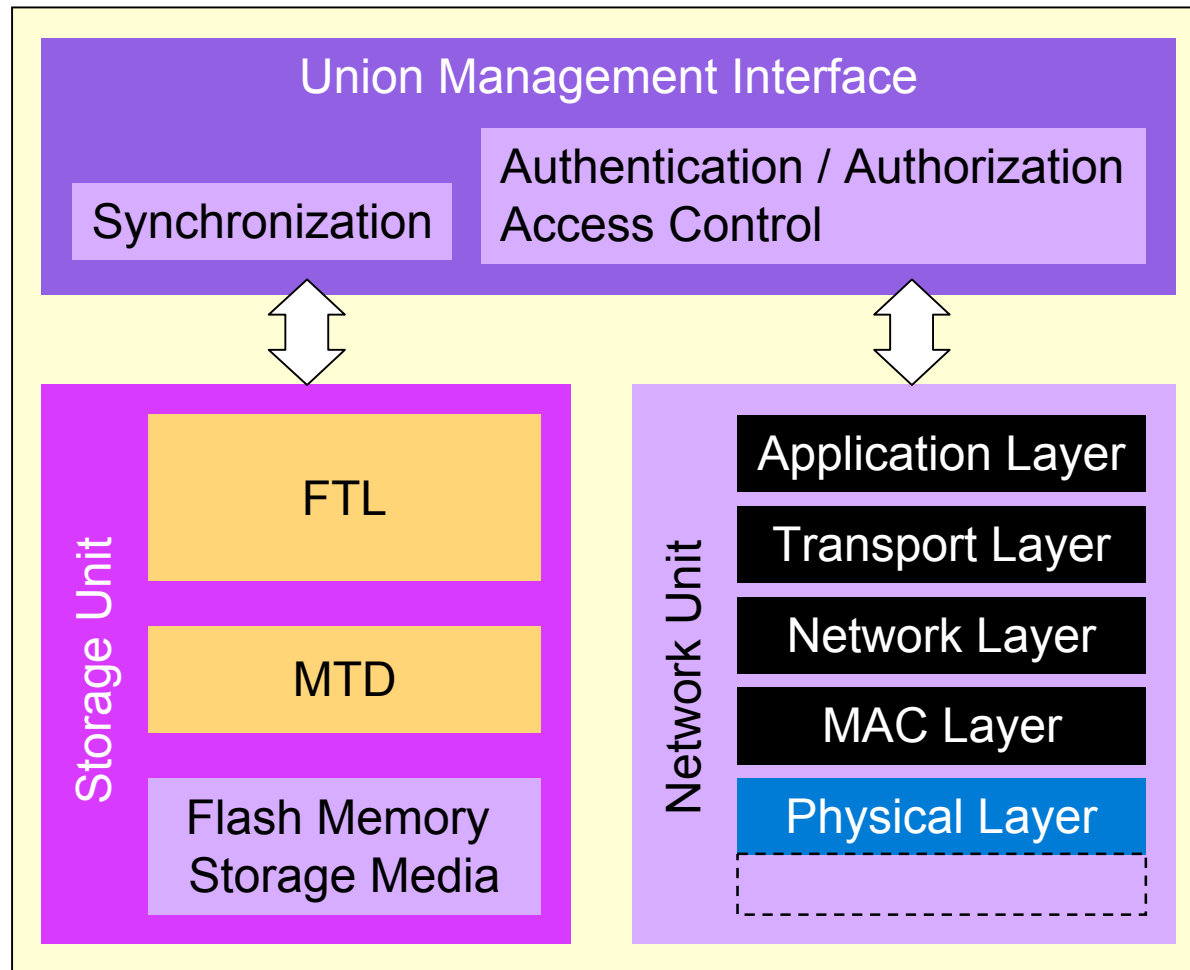 Union Management Interface
Synchronization
Authentication / Authorization
Access Control
Storage Unit
FTL
MTD
Flash Memory
Storage Media
Network Unit
Application Layer
Transport Layer
Network Layer
MAC Layer
Physical Layer